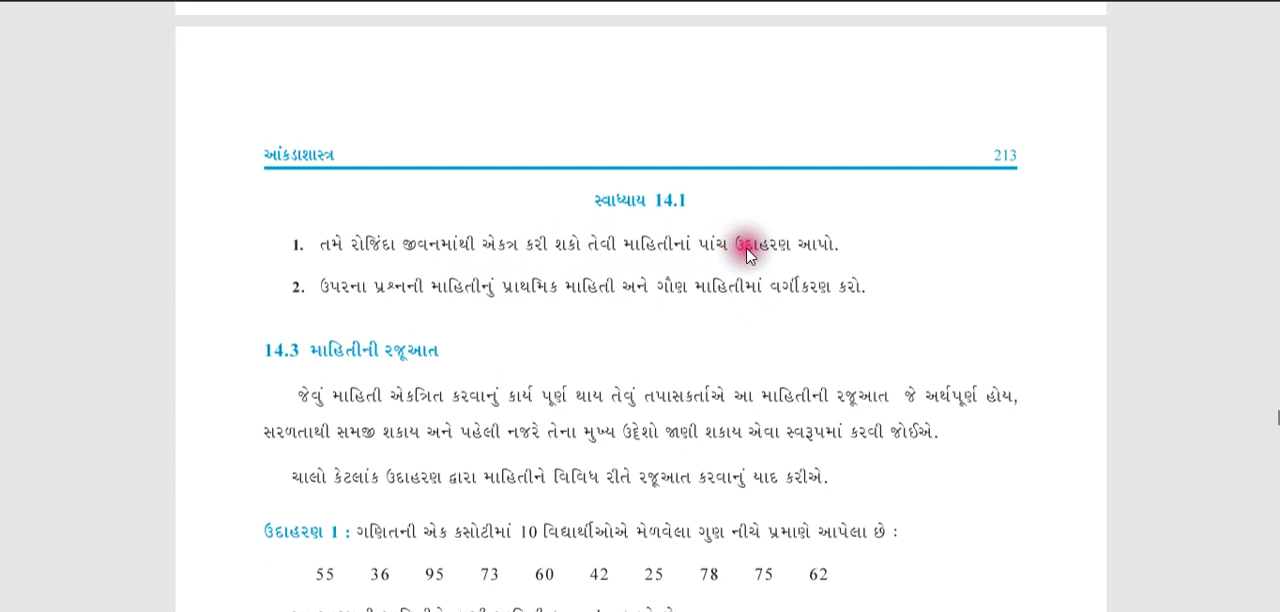 આંકડાશાસ્ત્ર 213
સ્વાધ્યાય 14.1
1. તમે રોજિંદા જીવનમાંથી એકત્ર કરી શકો તેવી માહિતીનાં પાંચ ઉદાહરણ આપો.
2. ઉપરના પ્રશ્નની માહિતીનું પ્રાથમિક માહિતી અને ગૌણ માહિતીમાં વર્ગીકરણ કરો.
14.3 માહિતીની રજૂઆત
જેવું માહિતી એકત્રિત કરવાનું કાર્ય પૂર્ણ થાય તેવું તપાસકર્તાએ આ માહિતીની રજૂઆત જે અર્થપૂર્ણ હોય,
સરળતાથી સમજી શકાય અને પહેલી નજરે તેના મુખ્ય ઉદ્દેશો જાણી શકાય એવા સ્વરૂપમાં કરવી જોઈએ.
ચાલો કેટલાંક ઉદાહરણ દ્વારા માહિતીને વિવિધ રીતે રજૂઆત કરવાનું યાદ કરીએ.
ઉદાહરણ 1 : ગણિતની એક કસોટીમાં 10 વિદ્યાર્થીઓએ મેળવેલા ગુણ નીચે પ્રમાણે આપેલા છે :
55 36 95 73 60 42 25 78 75 62